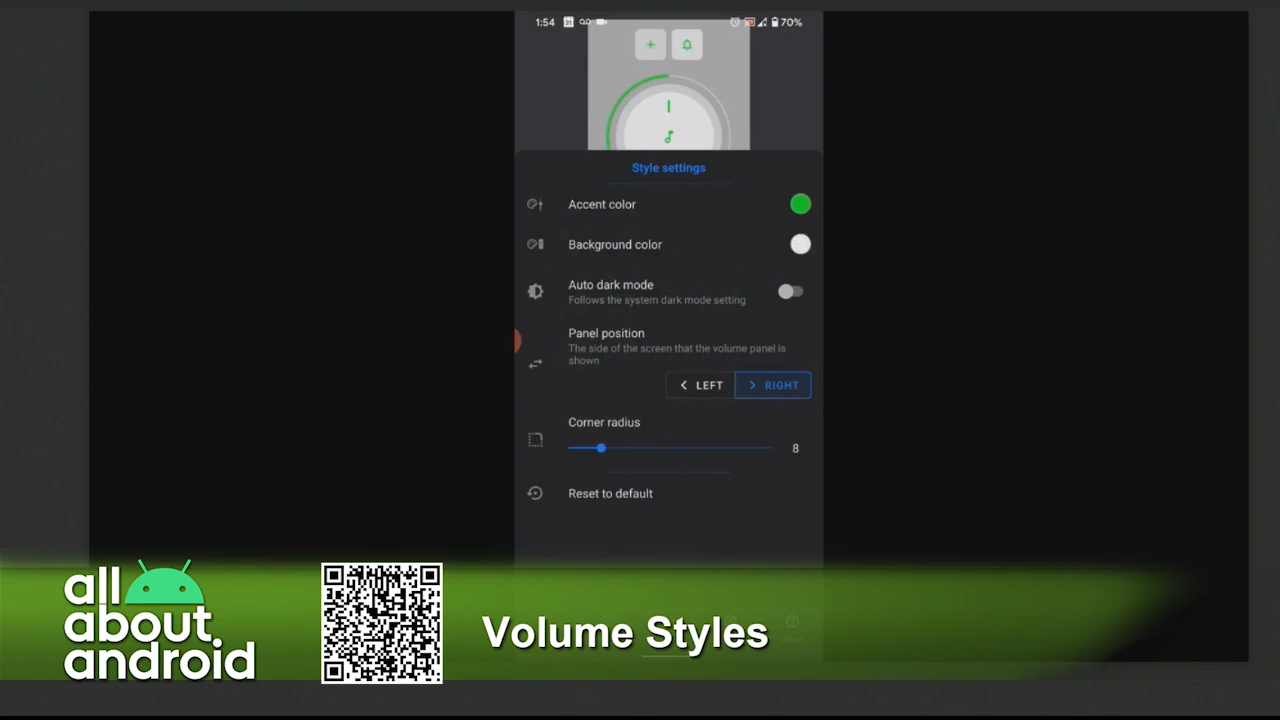 1:54
31
70%
Style settings
Accent color
Background color
Auto dark mode
Follows the system dark mode setting
Panel position
The side of the screen that the volume panel is
shown
LEFT
RIGHT
Corner radius
8
Reset to default
all
about
android
Volume Styles